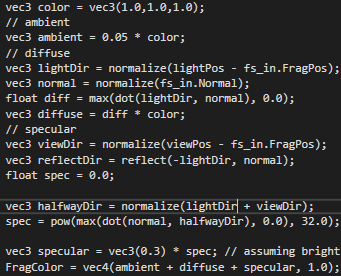 vec3 color = vec3(1.0,1.0,1.0);
// ambient
vec3 ambient = 0.05 * color;
// diffuse
vec3 lightDir = normalize(lightPos - fs_in.FragPos);
vec3 normal = normalize(fs_in.Normal);
float diff = max(dot(lightDir, normal), 0.0);
vec3 diffuse = diff * color;
// specular
vec3 viewDir = normalize(viewPos - fs_in.FragPos);
vec3 reflectDir = reflect(-lightDir, normal);
float spec = 0.0;
vec3 halfwayDir = normalize(lightDir + viewDir);
spec = pow(max(dot(normal, halfwayDir), 0.0), 32.0);
vec3 specular = vec3(0.3) * spec; // assuming bright
FragColor = vec4(ambient + diffuse + specular, 1.0);